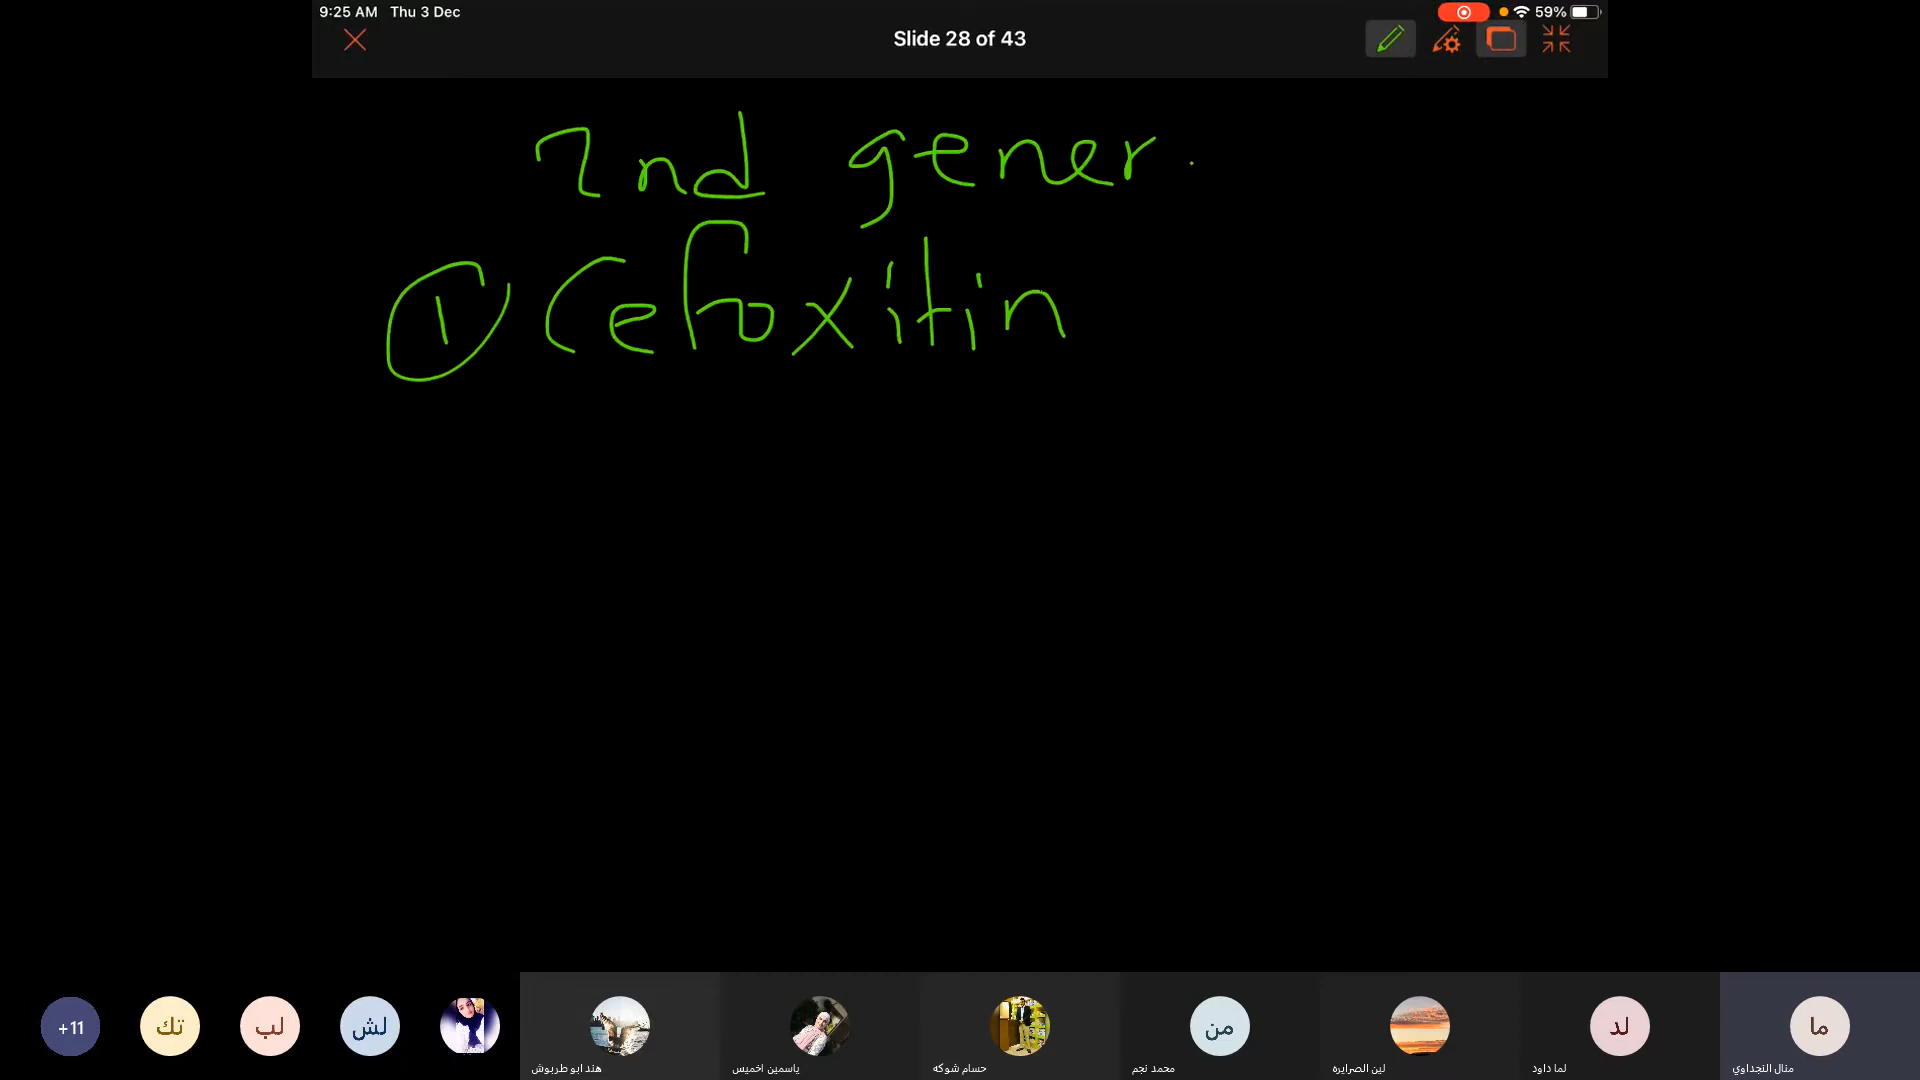 9:25 AM Thu 3 Dec
59%
Slide 28 of 43
2nd gener.
① Cefoxitin
+11
تك
لب
لش
من
لد
ما
هند ابو طربوش
ياسمين اخميس
حسام شوكه
محمد نجم
لين الصرايره
لما داود
منال النجداوي